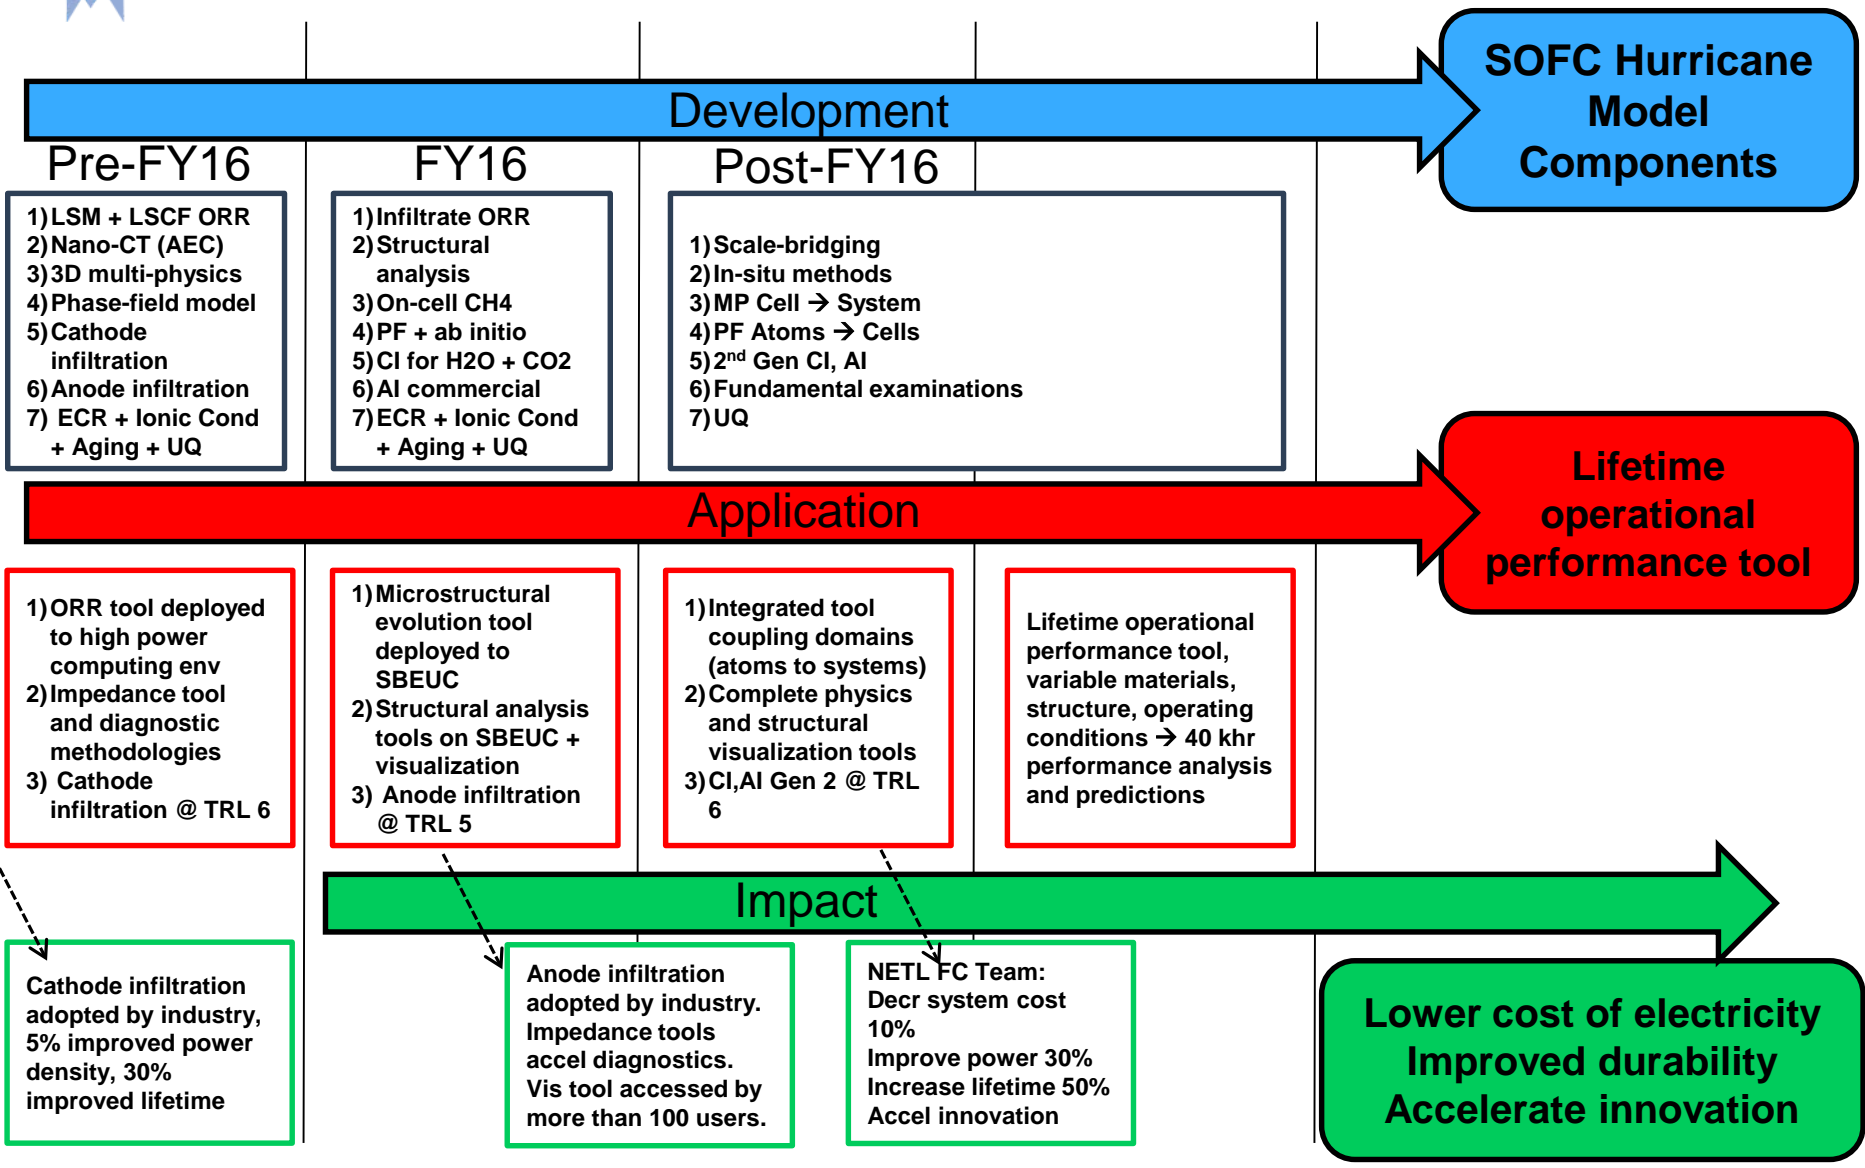 SOFC Hurricane
Model
Components
Development
Pre-FY16
FY16
Post-FY16
1)LSM + LSCF ORR
2)Nano-CT (AEC)
3)3D multi-physics
4)Phase-field model
5)Cathode
infiltration
6)Anode infiltration
7) ECR + Ionic Cond
+ Aging + UQ
1)Infiltrate ORR
2)Structural
analysis
3)On-cell CH4
4)PF + ab initio
5)CI for H2O + CO2
6)AI commercial
7)ECR + Ionic Cond
+ Aging + UQ
1)Scale-bridging
2)In-situ methods
3)MP Cell → System
4)PF Atoms → Cells
5)2nd Gen CI, AI
6)Fundamental examinations
7)UQ
Application
Lifetime
operational
performance tool
1)ORR tool deployed
to high power
computing env
2)Impedance tool
and diagnostic
methodologies
3) Cathode
infiltration @ TRL 6
1)Microstructural
evolution tool
deployed to
SBEUC
2)Structural analysis
tools on SBEUC +
visualization
3) Anode infiltration
@ TRL 5
1)Integrated tool
coupling domains
(atoms to systems)
2)Complete physics
and structural
visualization tools
3)CI,AI Gen 2 @ TRL
6
Lifetime operational
performance tool,
variable materials,
structure, operating
conditions → 40 khr
performance analysis
and predictions
Impact
Cathode infiltration
adopted by industry,
5% improved power
density, 30%
improved lifetime
Anode infiltration
adopted by industry.
Impedance tools
accel diagnostics.
Vis tool accessed by
more than 100 users.
NETL FC Team:
Decr system cost
10%
Improve power 30%
Increase lifetime 50%
Accel innovation
Lower cost of electricity
Improved durability
Accelerate innovation